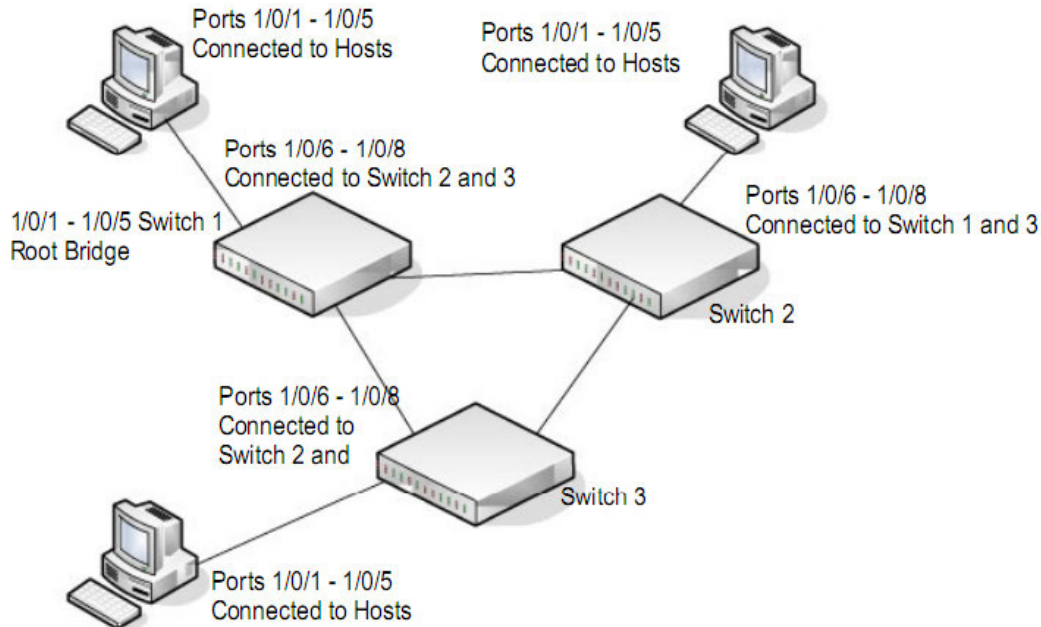 Ports 1/0/1 - 1/0/5
Connected to Hosts
Ports 1/0/1 - 1/0/5
Connected to Hosts
Ports 1/0/6 - 1/0/8
Connected to Switch 2 and 3
Ports 1/0/6 - 1/0/8
Connected to Switch 1 and 3
1/0/1 - 1/0/5 Switch 1
Root Bridge
Switch 2
Ports 1/0/6 - 1/0/8
Connected to
Switch 2 and
Switch 3
Ports 1/0/1 - 1/0/5
Connected to Hosts